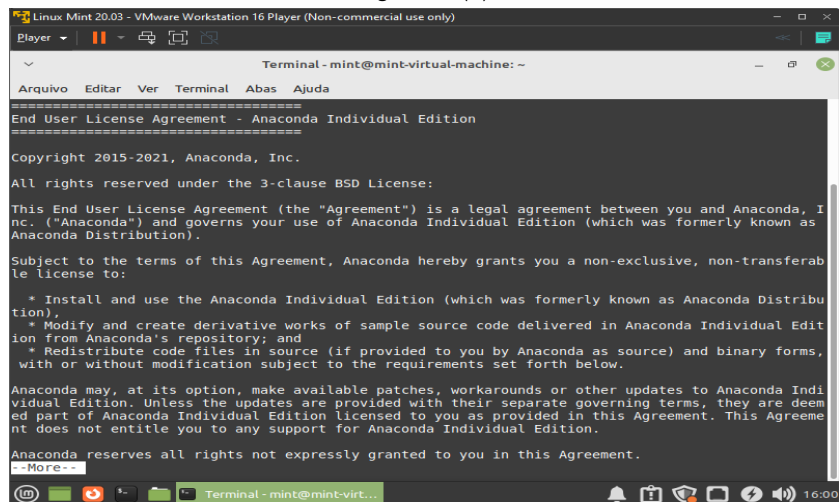 Linux Mint 20.03 - VMware Workstation 16 Player (Non-commercial use only)
Player
Terminal - mint@mint-virtual-machine: ~
Arquivo Editar Ver Terminal Abas Ajuda
===================================
End User License Agreement - Anaconda Individual Edition
===================================
Copyright 2015-2021, Anaconda, Inc.
All rights reserved under the 3-clause BSD License:
This End User License Agreement (the "Agreement") is a legal agreement between you and Anaconda, I
nc. ("Anaconda") and governs your use of Anaconda Individual Edition (which was formerly known as
Anaconda Distribution).
Subject to the terms of this Agreement, Anaconda hereby grants you a non-exclusive, non-transferab
le license to:
* Install and use the Anaconda Individual Edition (which was formerly known as Anaconda Distribu
tion),
* Modify and create derivative works of sample source code delivered in Anaconda Individual Edit
ion from Anaconda's repository; and
* Redistribute code files in source (if provided to you by Anaconda as source) and binary forms,
with or without modification subject to the requirements set forth below.
Anaconda may, at its option, make available patches, workarounds or other updates to Anaconda Indi
vidual Edition. Unless the updates are provided with their separate governing terms, they are deem
ed part of Anaconda Individual Edition licensed to you as provided in this Agreement. This Agreeme
nt does not entitle you to any support for Anaconda Individual Edition.
Anaconda reserves all rights not expressly granted to you in this Agreement.
--More--
Terminal - mint@mint-virt...
16:00